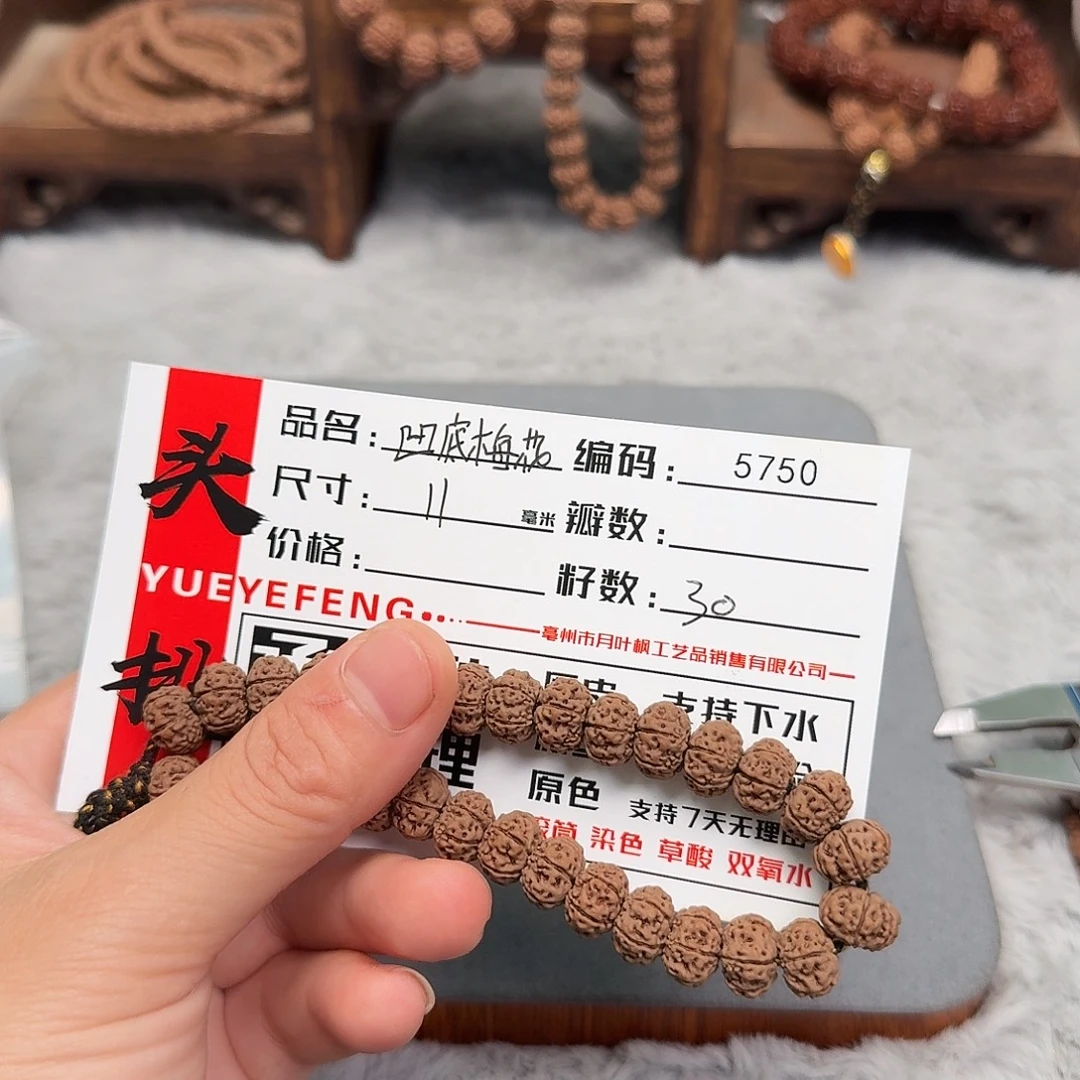 头
品名：凹底梅花 编码：5750
尺寸：11 毫米 瓣数：
价格： 籽数：30
YUEYEFENG
亳州市月叶枫工艺品销售有限公司
支持下水
理
原色 支持7天无理由
染色 草酸 双氧水